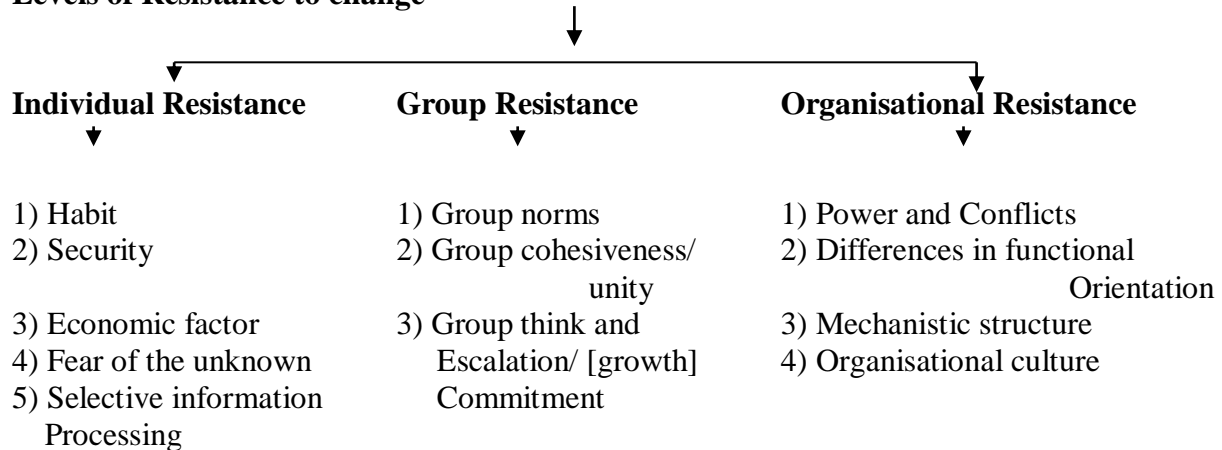 Levels of Resistance to change
Individual Resistance
1) Habit
2) Security
3) Economic factor
4) Fear of the unknown
5) Selective information
Processing
Group Resistance
1) Group norms
2) Group cohesiveness/
unity
3) Group think and
Escalation/ [growth]
Commitment
Organisational Resistance
1) Power and Conflicts
2) Differences in functional
Orientation
3) Mechanistic structure
4) Organisational culture